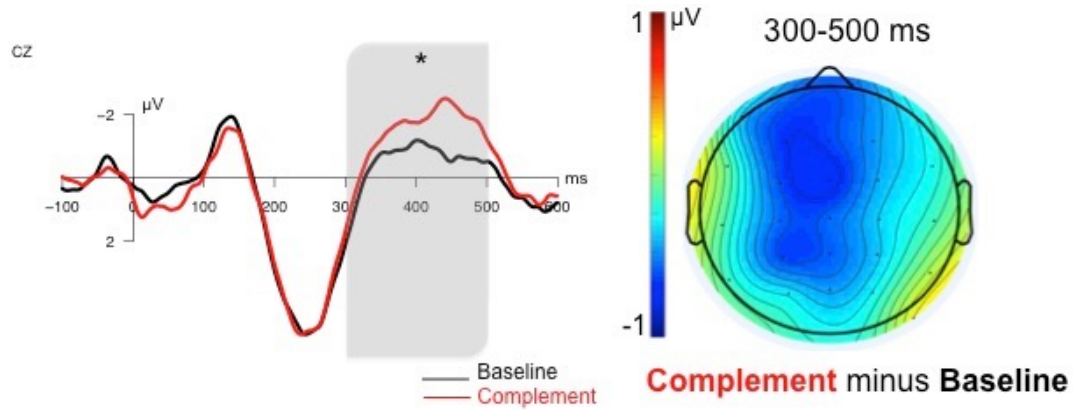 CZ
*
µV
-2
2
ms
-100 0 100 200 300 400 500 600
Baseline
Complement
1 µV
-1
300-500 ms
Complement minus Baseline